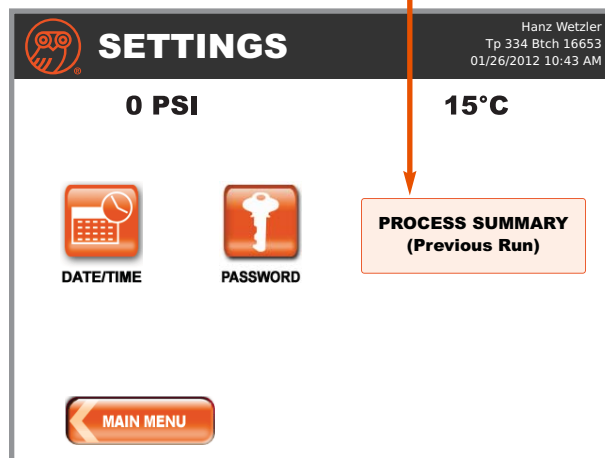 SETTINGS
Hanz Wetzler
Tp 334 Btch 16653
01/26/2012 10:43 AM
0 PSI
15°C
DATE/TIME
PASSWORD
PROCESS SUMMARY
(Previous Run)
MAIN MENU